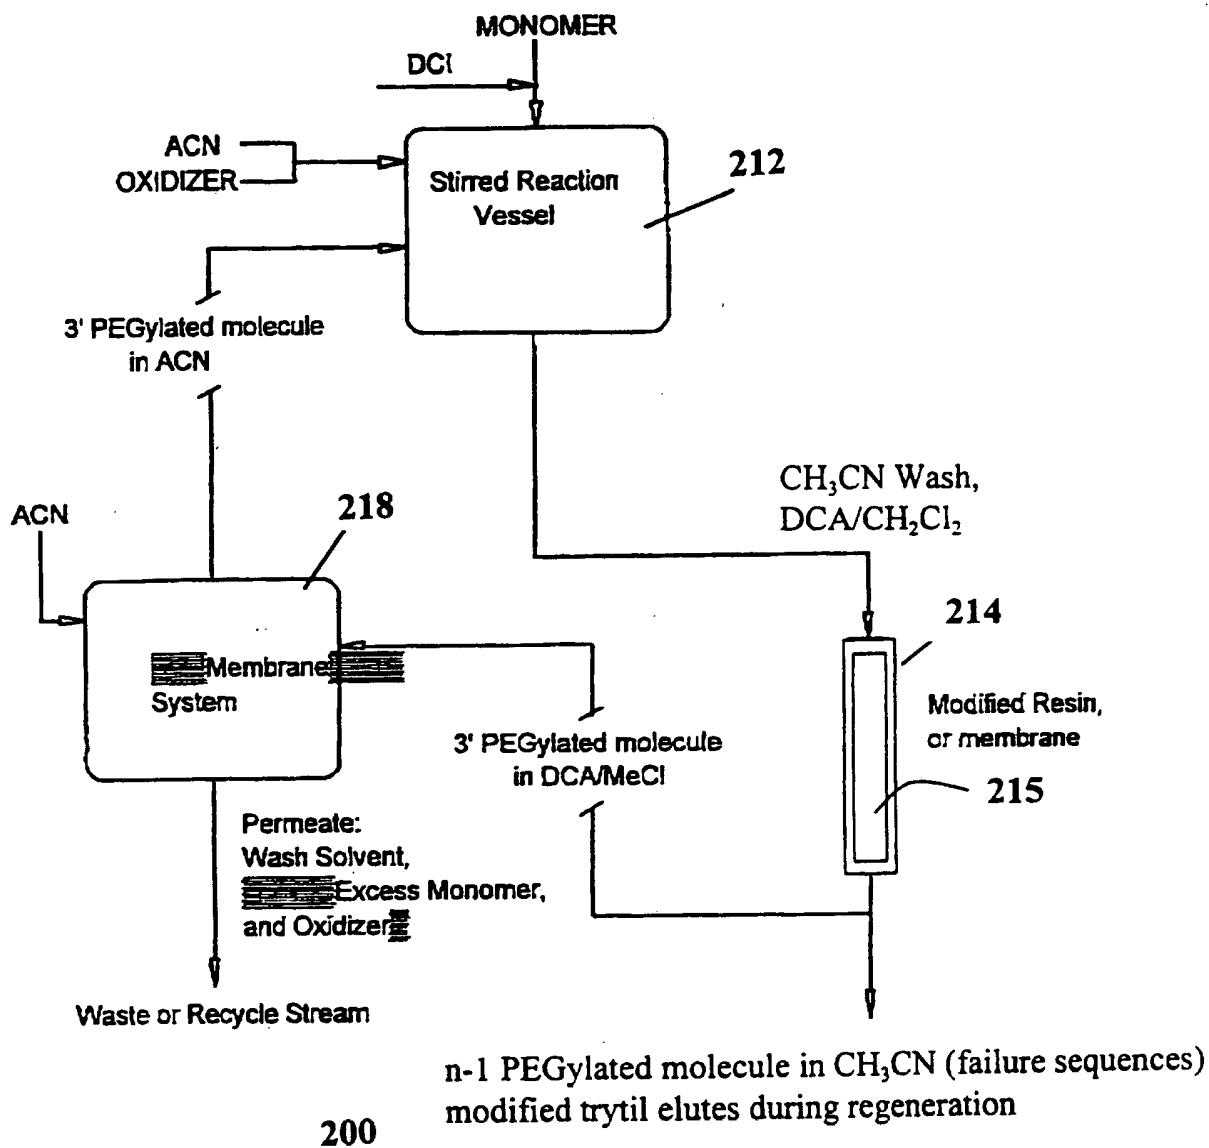 MONOMER
DCI
ACN
OXIDIZER
Stirred Reaction
Vessel
212
3' PEGylated molecule
in ACN
CH₃CN Wash,
DCA/CH₂Cl₂
ACN
218
214
Membrane
System
Modified Resin,
or membrane
3' PEGylated molecule
in DCA/MeCl
215
Permeate:
Wash Solvent,
Excess Monomer,
and Oxidizer
Waste or Recycle Stream
n-1 PEGylated molecule in CH₃CN (failure sequences)
modified trytil elutes during regeneration
200